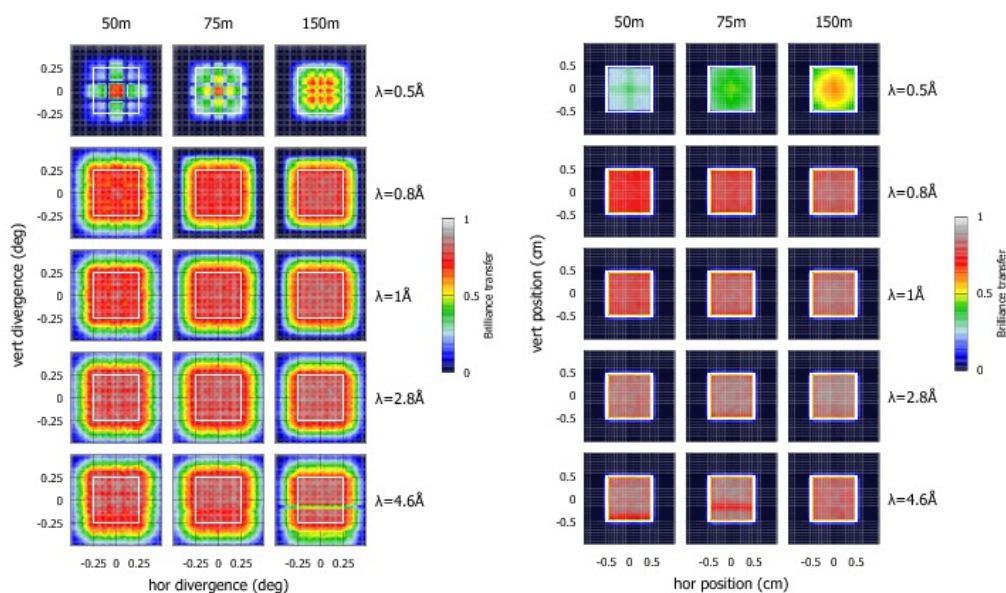 50m 75m 150m
0.25
0
-0.25
λ=0.5Å
0.25
0
-0.25
λ=0.8Å
0.25
0
-0.25
λ=1Å
0.25
0
-0.25
λ=2.8Å
0.25
0
-0.25
λ=4.6Å
-0.25 0 0.25 -0.25 0 0.25 -0.25 0 0.25
hor divergence (deg)
vert divergence (deg)
1
0.5
0
Brilliance transfer
50m 75m 150m
0.5
0
-0.5
λ=0.5Å
0.5
0
-0.5
λ=0.8Å
0.5
0
-0.5
λ=1Å
0.5
0
-0.5
λ=2.8Å
0.5
0
-0.5
λ=4.6Å
-0.5 0 0.5 -0.5 0 0.5 -0.5 0 0.5
hor position (cm)
vert position (cm)
1
0.5
0
Brilliance transfer